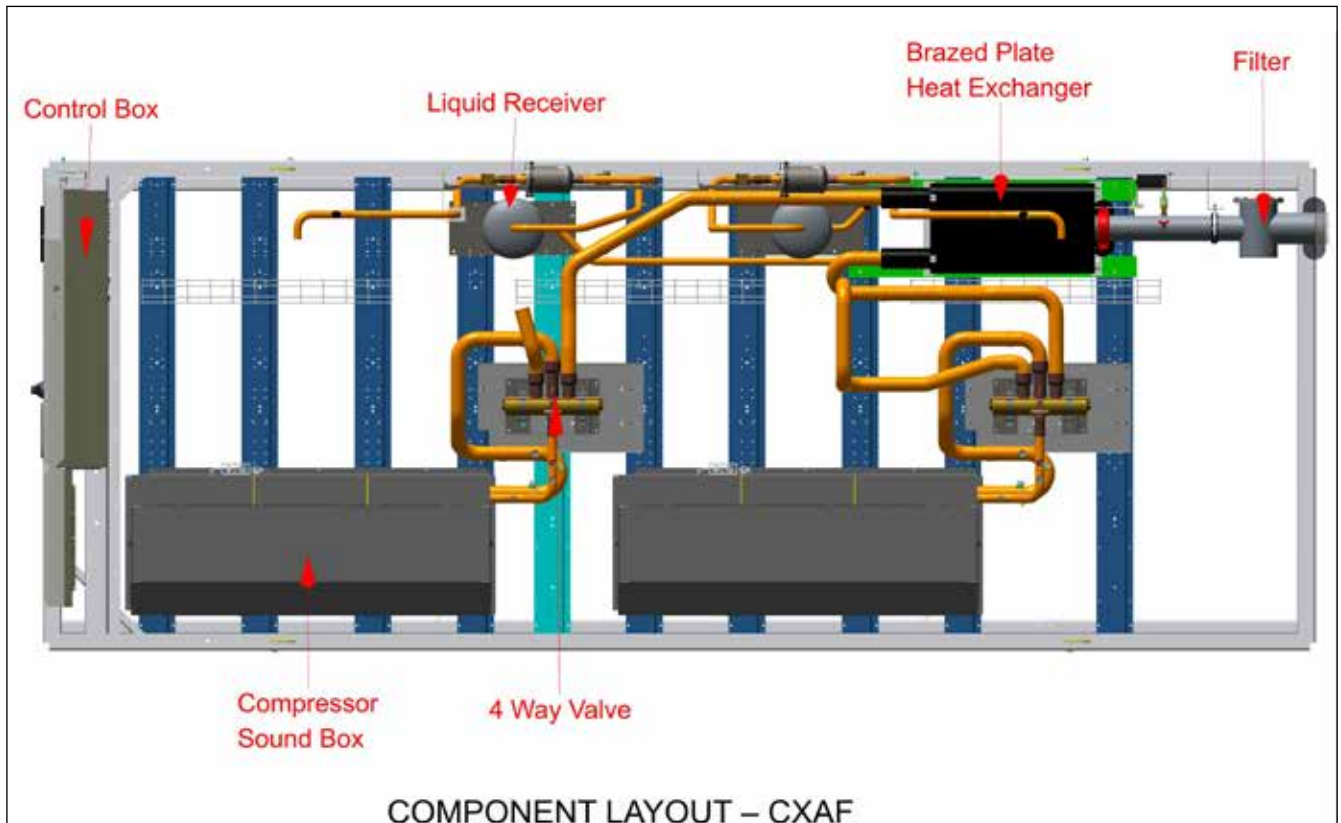 Brazed Plate
Heat Exchanger
Filter
Control Box
Liquid Receiver
Compressor
Sound Box
4 Way Valve
COMPONENT LAYOUT – CXAF